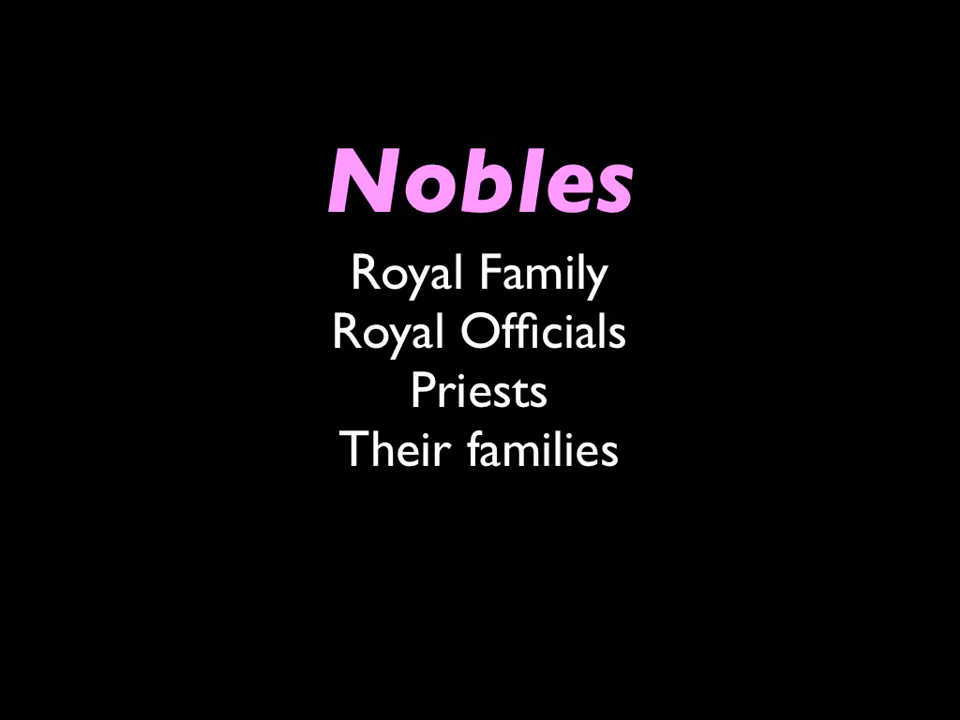 Nobles
Royal Family
Royal Officials
Priests
Their families